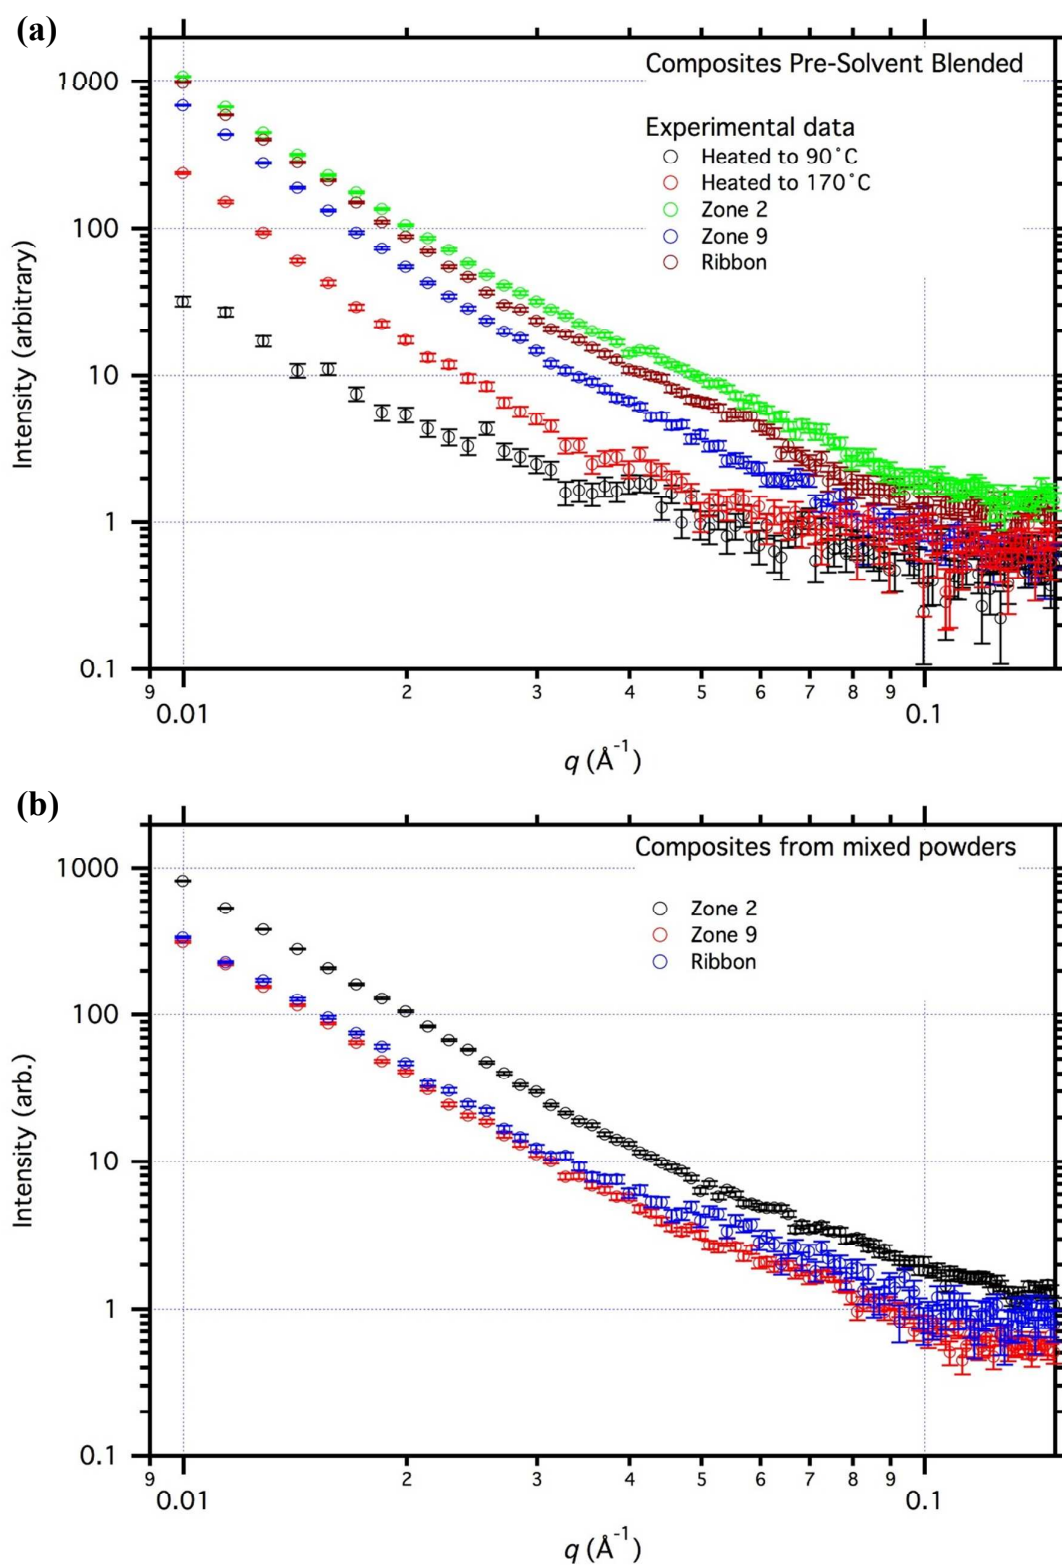 (a)
Composites Pre-Solvent Blended
Experimental data
Heated to 90˚C
Heated to 170˚C
Zone 2
Zone 9
Ribbon
Intensity (arbitrary)
1000
100
10
1
0.1
9 2 3 4 5 6 7 8 9
0.01 0.1
q (Å⁻¹)
(b)
Composites from mixed powders
Zone 2
Zone 9
Ribbon
Intensity (arb.)
1000
100
10
1
0.1
9 2 3 4 5 6 7 8 9
0.01 0.1
q (Å⁻¹)